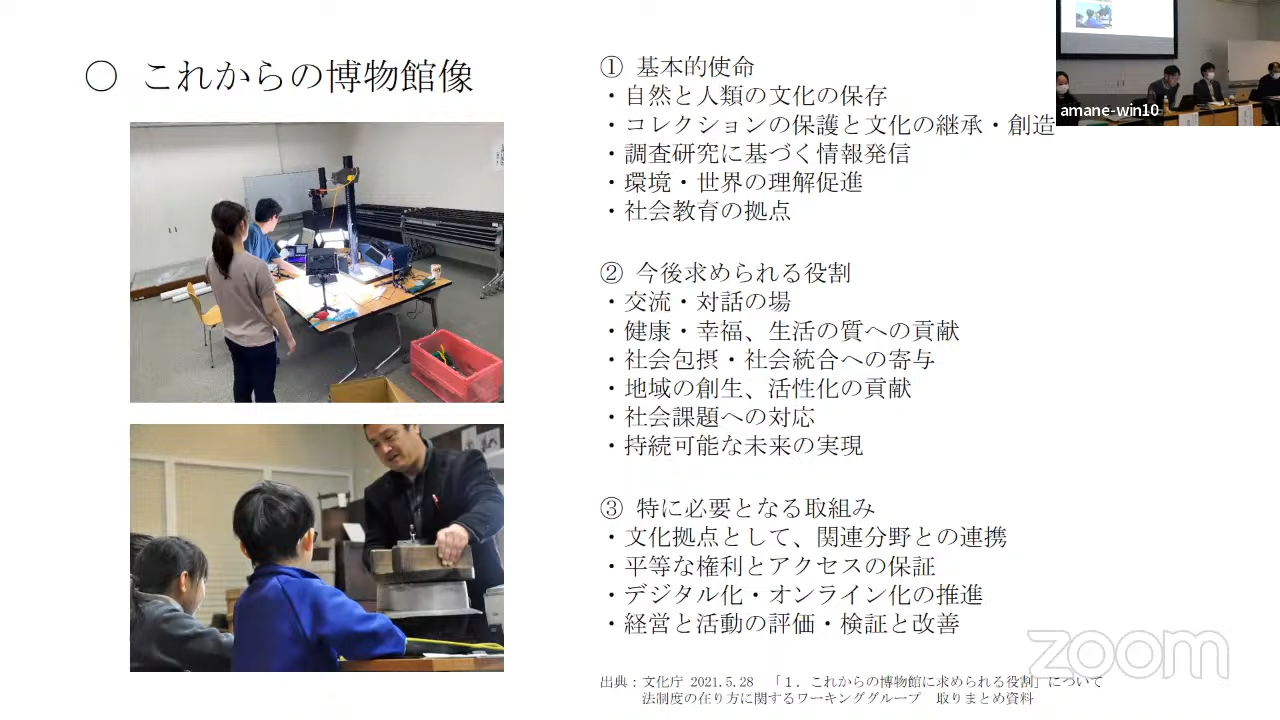 〇 これからの博物館像
① 基本的使命
・自然と人類の文化の保存
・コレクションの保護と文化の継承・創造
・調査研究に基づく情報発信
・環境・世界の理解促進
・社会教育の拠点
② 今後求められる役割
・交流・対話の場
・健康・幸福、生活の質への貢献
・社会包摂・社会統合への寄与
・地域の創生、活性化の貢献
・社会課題への対応
・持続可能な未来の実現
③ 特に必要となる取組み
・文化拠点として、関連分野との連携
・平等な権利とアクセスの保証
・デジタル化・オンライン化の推進
・経営と活動の評価・検証と改善
出典：文化庁 2021.5.28 「１．これからの博物館に求められる役割」について
法制度の在り方に関するワーキンググループ 取りまとめ資料
amane-win10
zoom